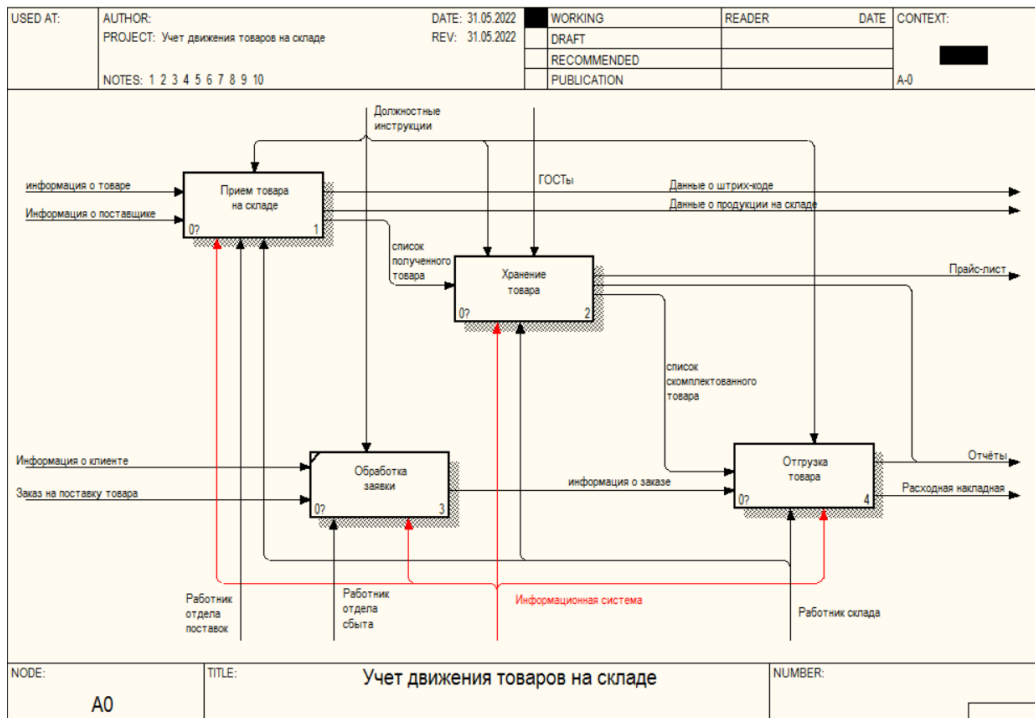 USED AT:
AUTHOR:
DATE: 31.05.2022
WORKING
READER
DATE
CONTEXT:
PROJECT: Учет движения товаров на складе
REV: 31.05.2022
DRAFT
RECOMMENDED
NOTES: 1 2 3 4 5 6 7 8 9 10
PUBLICATION
A-0
Должностные
инструкции
ГОСТы
информация о товаре
Информация о поставщике
Прием товара
на складе
0?
1
Данные о штрих-коде
Данные о продукции на складе
список
полученного
товара
Хранение
товара
0?
2
Прайс-лист
список
скомплектованного
товара
Информация о клиенте
Заказ на поставку товара
Обработка
заявки
0?
3
информация о заказе
Отгрузка
товара
0?
4
Отчёты
Расходная накладная
Работник
отдела
поставок
Работник
отдела
сбыта
Информационная система
Работник склада
NODE:
A0
TITLE:
Учет движения товаров на складе
NUMBER: